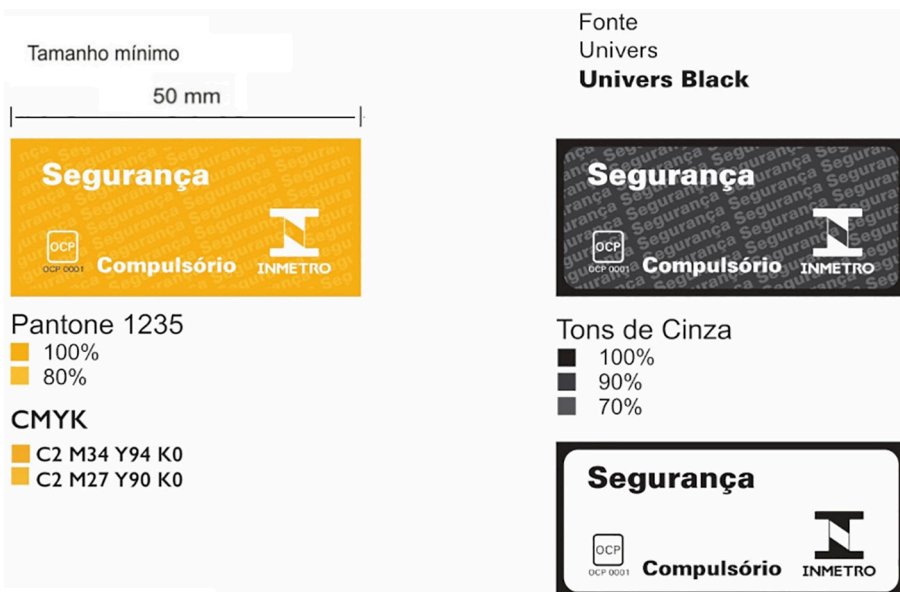 Tamanho mínimo
50 mm
Segurança
OCP
OCP 0001
Compulsório
INMETRO
Pantone 1235
100%
80%
CMYK
C2 M34 Y94 K0
C2 M27 Y90 K0
Fonte
Univers
Univers Black
Segurança
OCP
OCP 0001
Compulsório
INMETRO
Tons de Cinza
100%
90%
70%
Segurança
OCP
OCP 0001
Compulsório
INMETRO